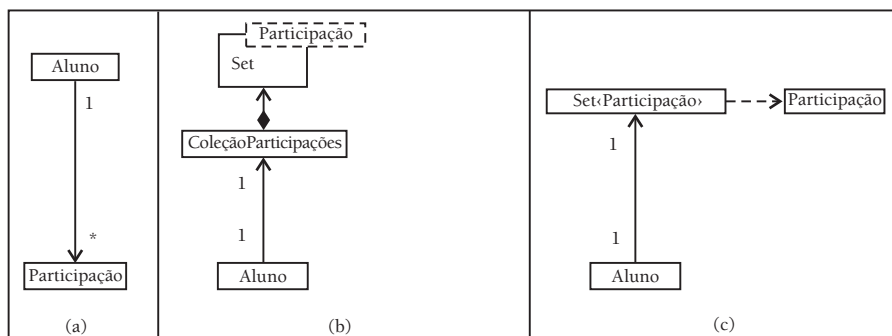 Aluno
1
*
Participação
(a)
Participação
Set
ColeçãoParticipações
1
1
Aluno
(b)
Set‹Participação›
Participação
1
1
Aluno
(c)